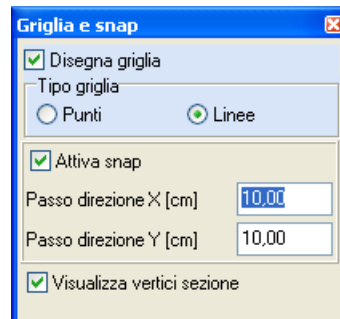 Griglia e snap
Disegna griglia
Tipo griglia
Punti Linee
Attiva snap
Passo direzione X [cm] 10,00
Passo direzione Y [cm] 10,00
Visualizza vertici sezione